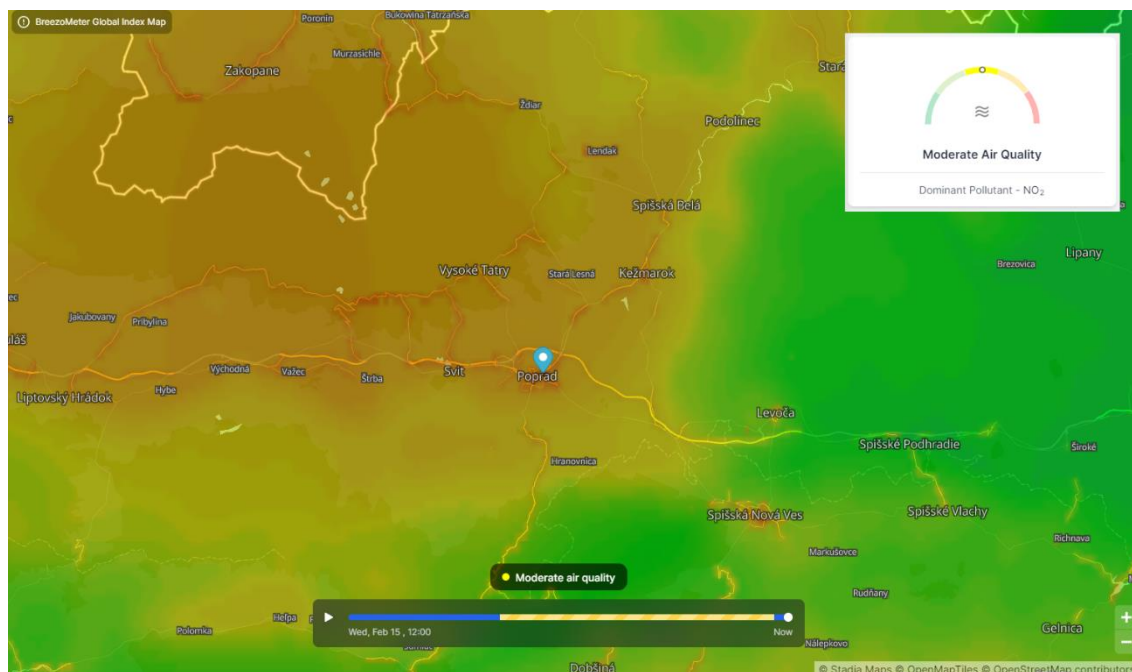 BreezoMeter Global Index Map
Poronin
Bukowina Tatrzańska
Murzasichle
Zakopane
Ždiar
Podolínec
Stará
Lendak
Spišská Belá
Moderate Air Quality
Dominant Pollutant - NO₂
Lipany
Brezovica
Vysoké Tatry
Stará Lesná
Kežmarok
Jakubovany
Pribylina
Východná
Važec
Štrba
Svit
Poprad
Hybe
Liptovský Hrádok
Levoča
Spišské Podhradie
Široké
Hranovnica
Spišská Nová Ves
Spišské Vlachy
Richnava
Markušovce
Moderate air quality
Rudňany
Heľpa
Polomka
Wed, Feb 15 , 12:00
Now
Nálepkovo
Gelnica
Dobšiná
© Stadia Maps © OpenMapTiles © OpenStreetMap contributors